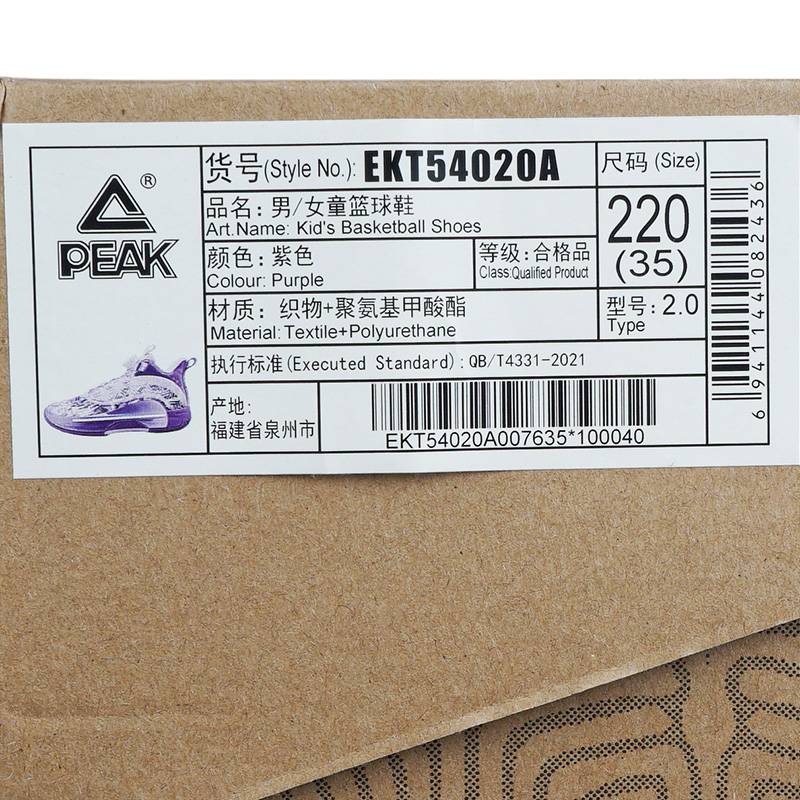 ®
PEAK
货号(Style No.): EKT54020A
尺码 (Size)
品名: 男/女童篮球鞋
Art.Name: Kid's Basketball Shoes
220
(35)
颜色: 紫色
Colour: Purple
等级: 合格品
Class:Qualified Product
材质: 织物+聚氨基甲酸酯
Material: Textile+Polyurethane
型号: 2.0
Type
执行标准(Executed Standard): QB/T4331-2021
产地:
福建省泉州市
EKT54020A007635*100040
6941144082436